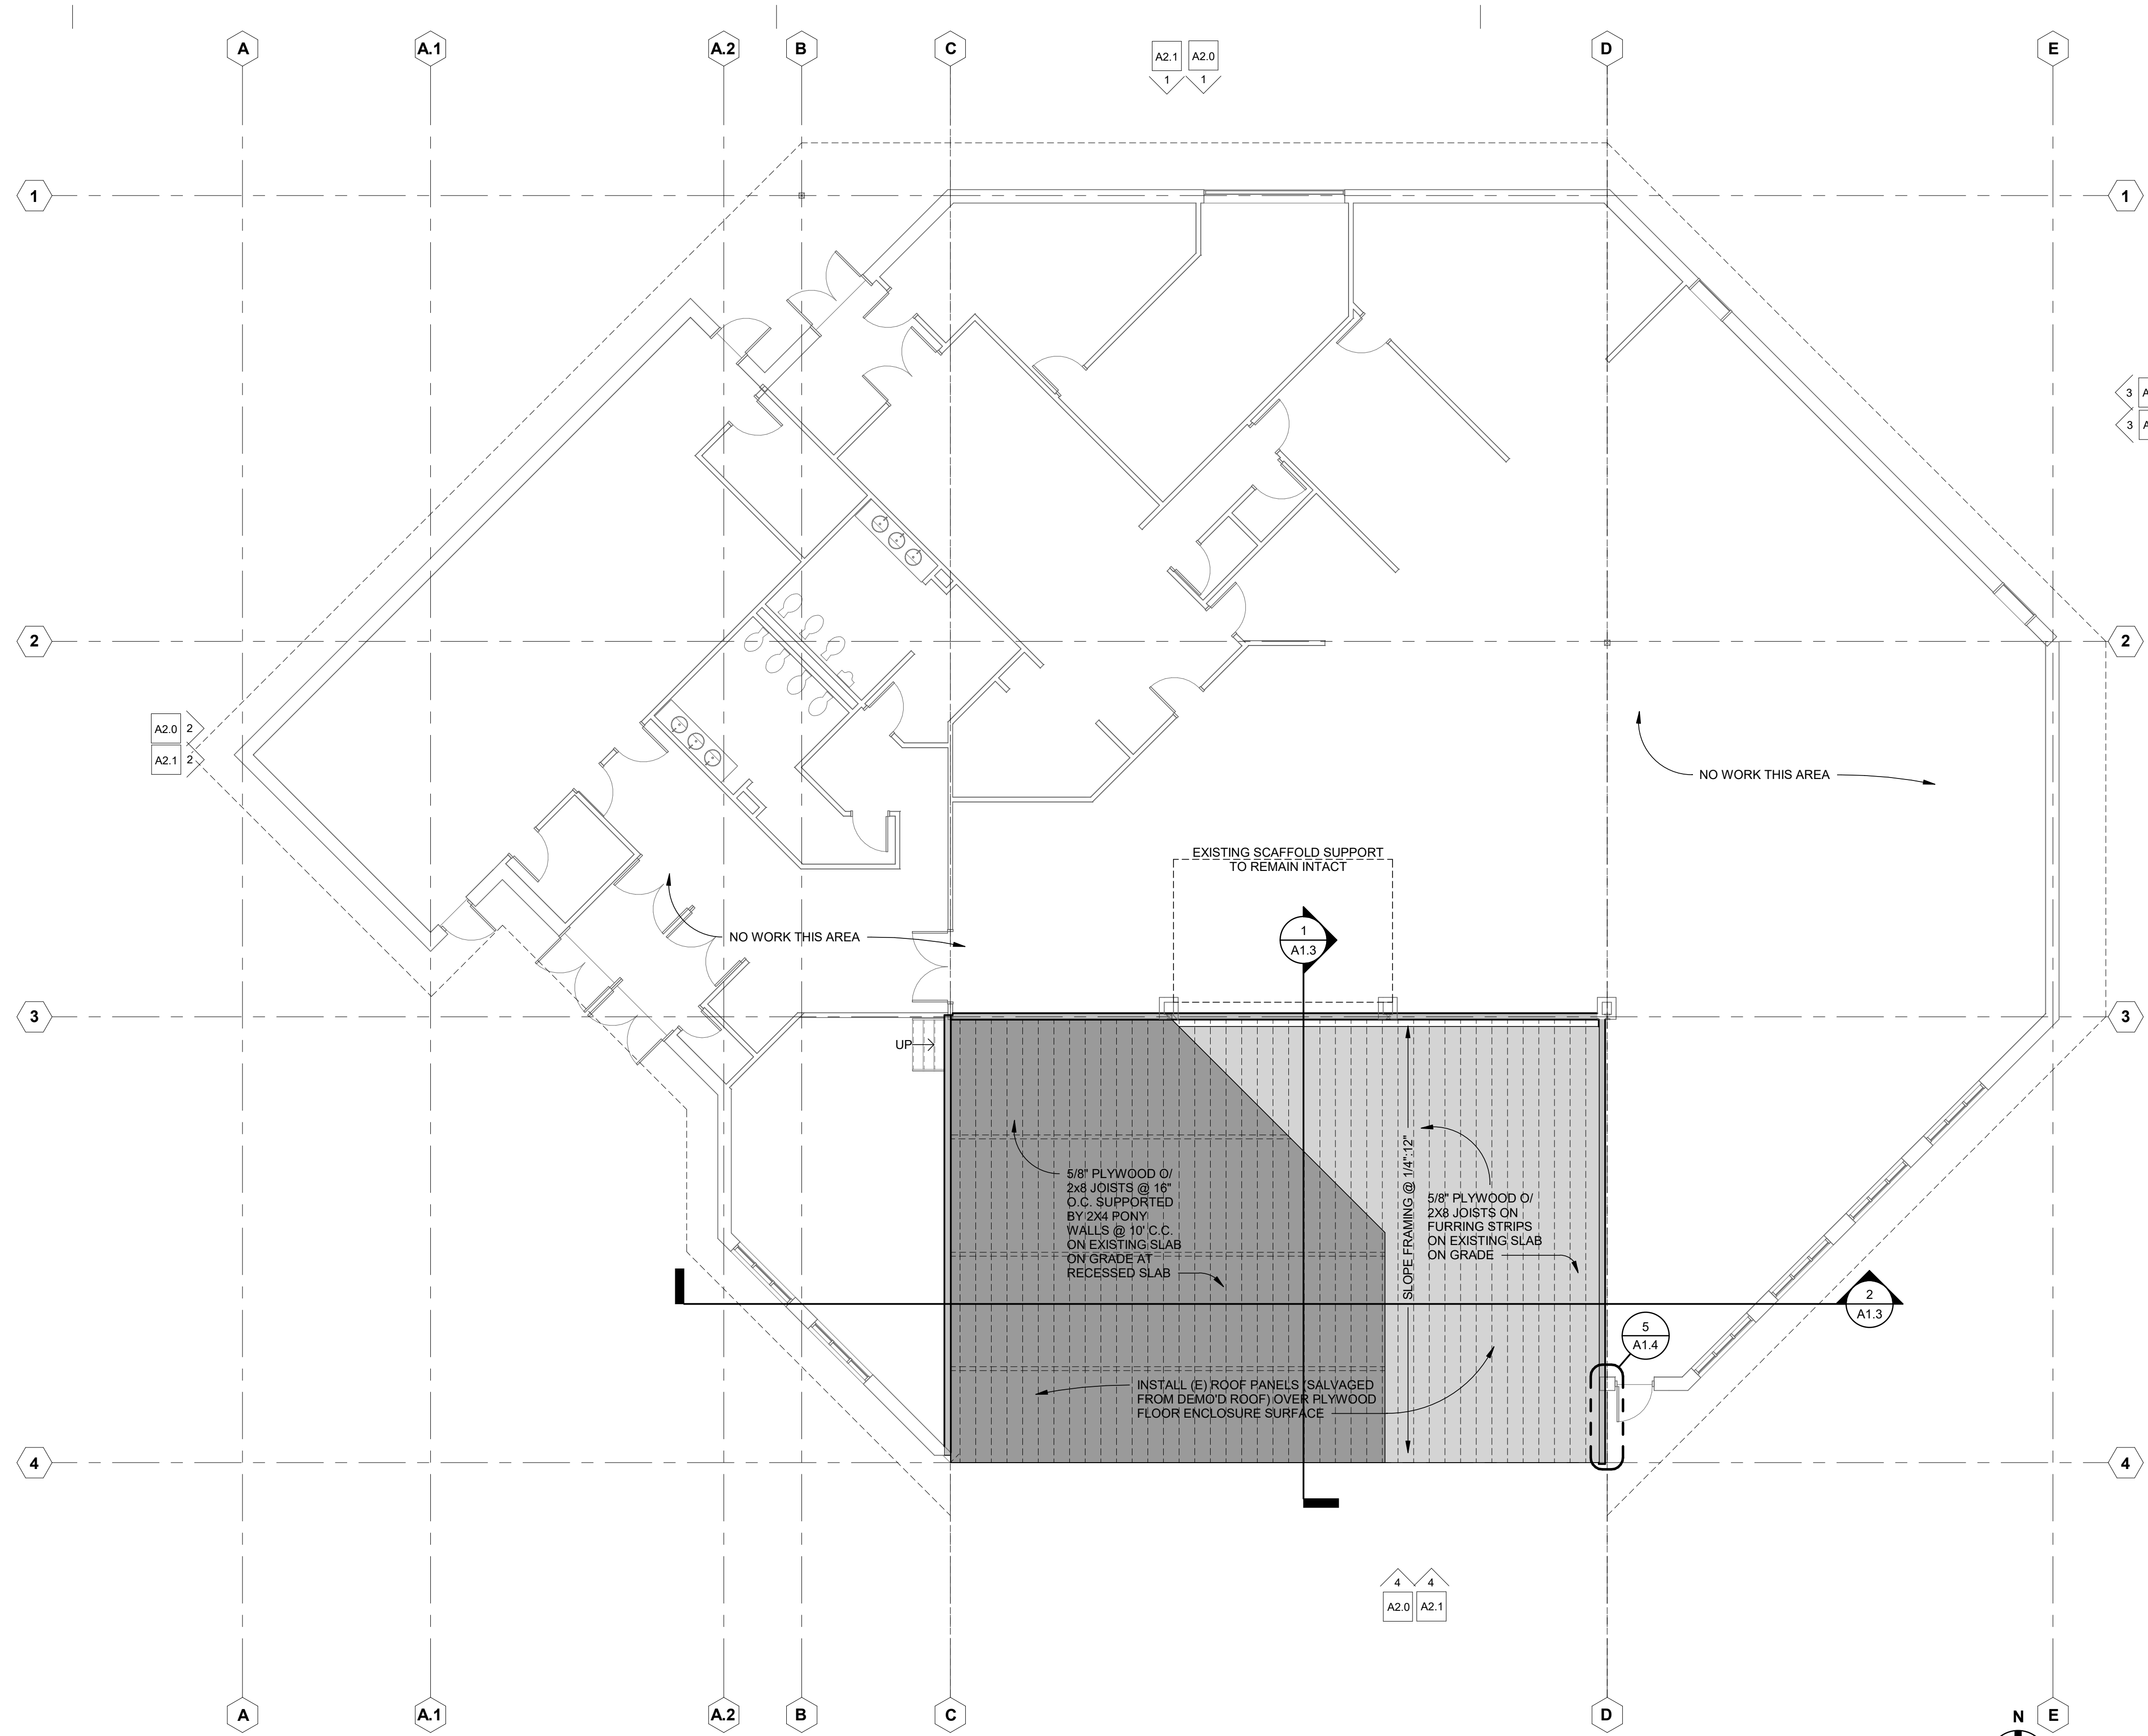 A
A.1
A.2
B
C
D
E
A2.1 A2.0
1 1
1
1
3
3
2
2
A2.0 2
A2.1 2
NO WORK THIS AREA
EXISTING SCAFFOLD SUPPORT
TO REMAIN INTACT
1
A1.3
NO WORK THIS AREA
3
3
UP
5/8" PLYWOOD O/
2x8 JOISTS @ 16"
O.C. SUPPORTED
BY 2X4 PONY
WALLS @ 10' C.C.
ON EXISTING SLAB
ON GRADE AT
RECESSED SLAB
SLOPE FRAMING @ 1/4":12"
5/8" PLYWOOD O/
2X8 JOISTS ON
FURRING STRIPS
ON EXISTING SLAB
ON GRADE
2
A1.3
5
A1.4
INSTALL (E) ROOF PANELS (SALVAGED
FROM DEMO'D ROOF) OVER PLYWOOD
FLOOR ENCLOSURE SURFACE
4
4
4 4
A2.0 A2.1
A
A.1
A.2
B
C
D
N
E